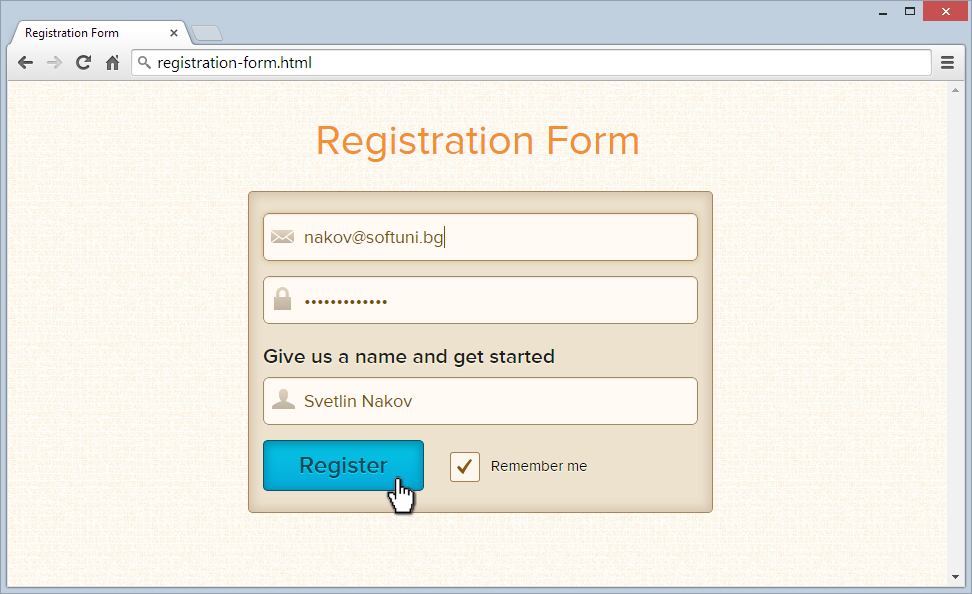 Registration Form
registration-form.html
Registration Form
nakov@softuni.bg
•••••••••••••
Give us a name and get started
Svetlin Nakov
Register
Remember me